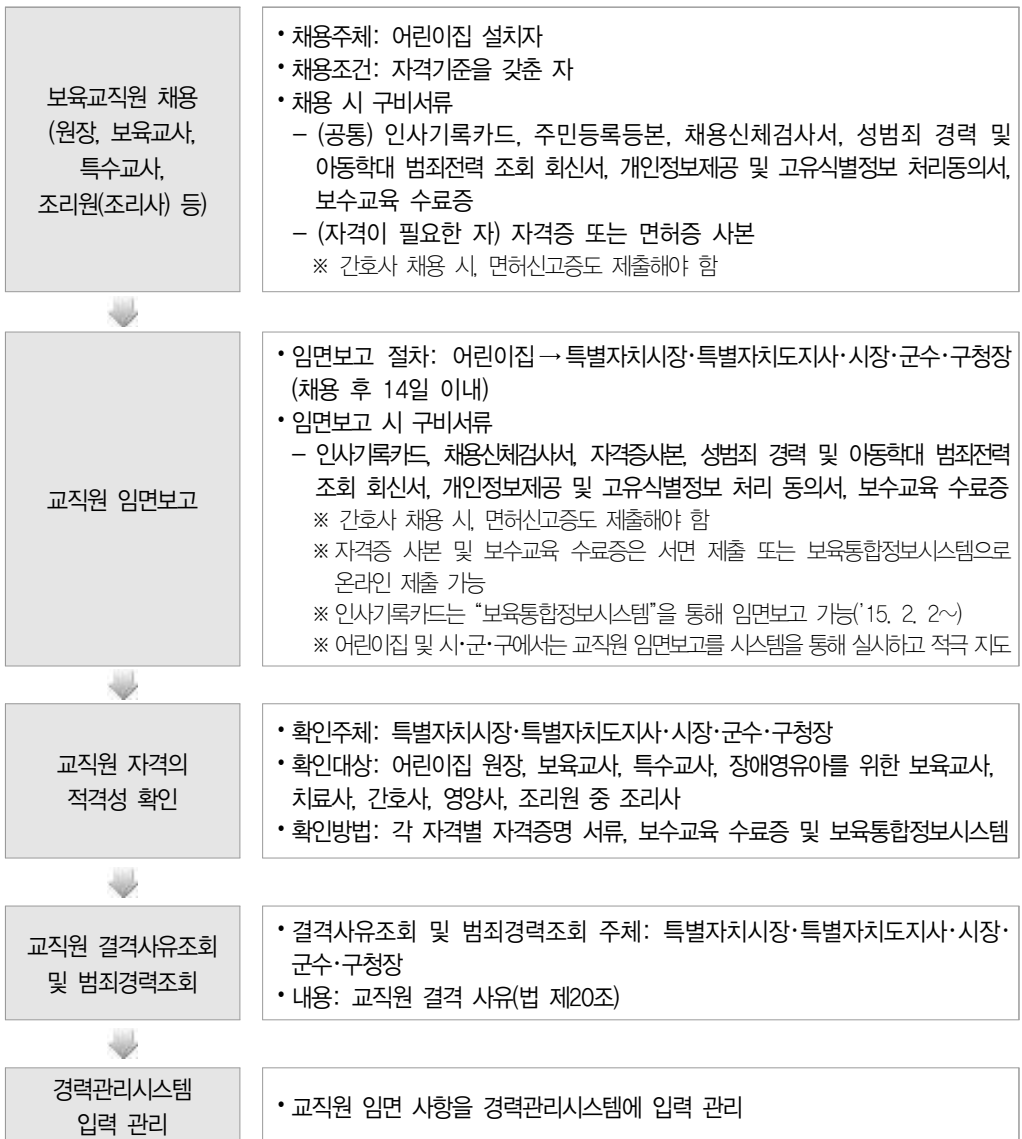 보육교직원 채용
(원장, 보육교사,
특수교사,
조리원(조리사) 등)
• 채용주체: 어린이집 설치자
• 채용조건: 자격기준을 갖춘 자
• 채용 시 구비서류
– (공통) 인사기록카드, 주민등록등본, 채용신체검사서, 성범죄 경력 및
아동학대 범죄전력 조회 회신서, 개인정보제공 및 고유식별정보 처리동의서,
보수교육 수료증
– (자격이 필요한 자) 자격증 또는 면허증 사본
※ 간호사 채용 시, 면허신고증도 제출해야 함
교직원 임면보고
• 임면보고 절차: 어린이집→특별자치시장·특별자치도지사·시장·군수·구청장
(채용 후 14일 이내)
• 임면보고 시 구비서류
– 인사기록카드, 채용신체검사서, 자격증사본, 성범죄 경력 및 아동학대 범죄전력
조회 회신서, 개인정보제공 및 고유식별정보 처리 동의서, 보수교육 수료증
※ 간호사 채용 시, 면허신고증도 제출해야 함
※ 자격증 사본 및 보수교육 수료증은 서면 제출 또는 보육통합정보시스템으로
온라인 제출 가능
※ 인사기록카드는 “보육통합정보시스템”을 통해 임면보고 가능(’15. 2. 2~)
※ 어린이집 및 시·군·구에서는 교직원 임면보고를 시스템을 통해 실시하고 적극 지도
교직원 자격의
적격성 확인
• 확인주체: 특별자치시장·특별자치도지사·시장·군수·구청장
• 확인대상: 어린이집 원장, 보육교사, 특수교사, 장애영유아를 위한 보육교사,
치료사, 간호사, 영양사, 조리원 중 조리사
• 확인방법: 각 자격별 자격증명 서류, 보수교육 수료증 및 보육통합정보시스템
교직원 결격사유조회
및 범죄경력조회
• 결격사유조회 및 범죄경력조회 주체: 특별자치시장·특별자치도지사·시장·
군수·구청장
• 내용: 교직원 결격 사유(법 제20조)
경력관리시스템
입력 관리
• 교직원 임면 사항을 경력관리시스템에 입력 관리